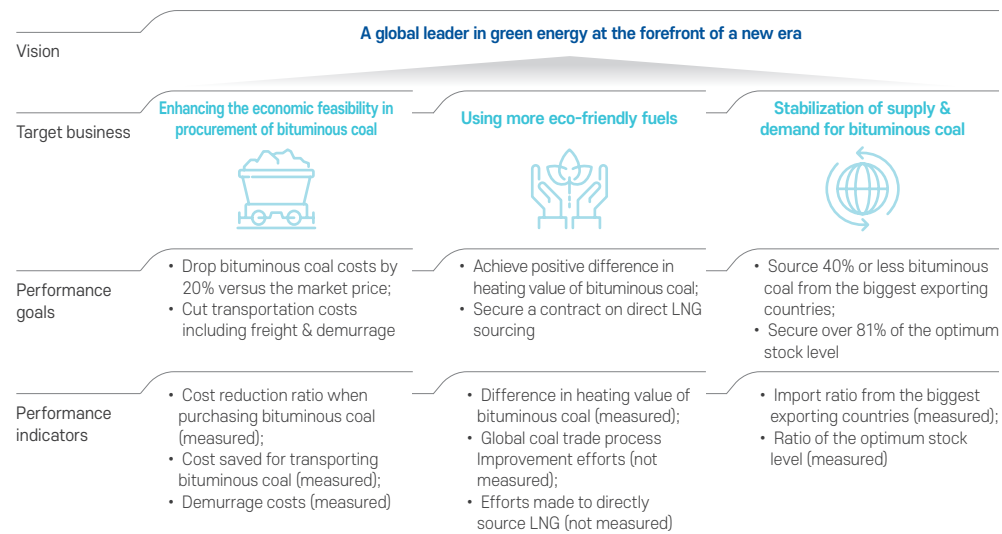 Vision
A global leader in green energy at the forefront of a new era
Target business
Enhancing the economic feasibility in
procurement of bituminous coal
Using more eco-friendly fuels
Stabilization of supply &
demand for bituminous coal
Performance
goals
• Drop bituminous coal costs by
20% versus the market price;
• Cut transportation costs
including freight & demurrage
• Achieve positive difference in
heating value of bituminous coal;
• Secure a contract on direct LNG
sourcing
• Source 40% or less bituminous
coal from the biggest exporting
countries;
• Secure over 81% of the optimum
stock level
Performance
indicators
• Cost reduction ratio when
purchasing bituminous coal
(measured);
• Cost saved for transporting
bituminous coal (measured);
• Demurrage costs (measured)
• Difference in heating value of
bituminous coal (measured);
• Global coal trade process
Improvement efforts (not
measured);
• Efforts made to directly
source LNG (not measured)
• Import ratio from the biggest
exporting countries (measured);
• Ratio of the optimum stock
level (measured)